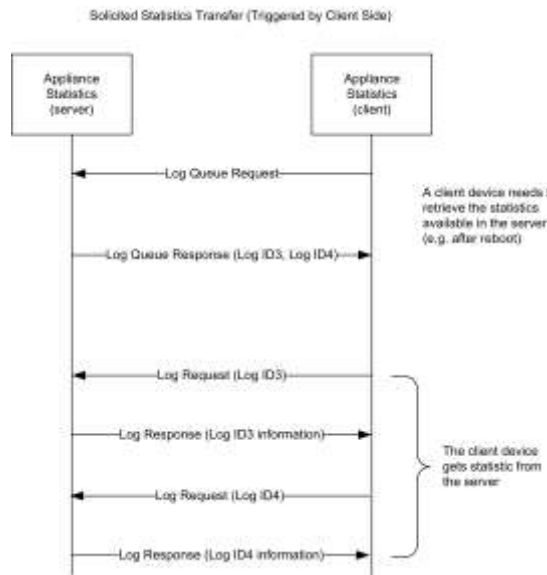 Solicited Statistics Transfer (Triggered by Client Side)
Appliance
Statistics
(server)
Appliance
Statistics
(client)
Log Queue Request
A client device needs
retrieve the statistics
available in the server
(e.g. after reboot)
Log Queue Response (Log ID3, Log ID4)
Log Request (Log ID3)
Log Response (Log ID3 information)
The client device
gets statistic from
the server
Log Request (Log ID4)
Log Response (Log ID4 information)